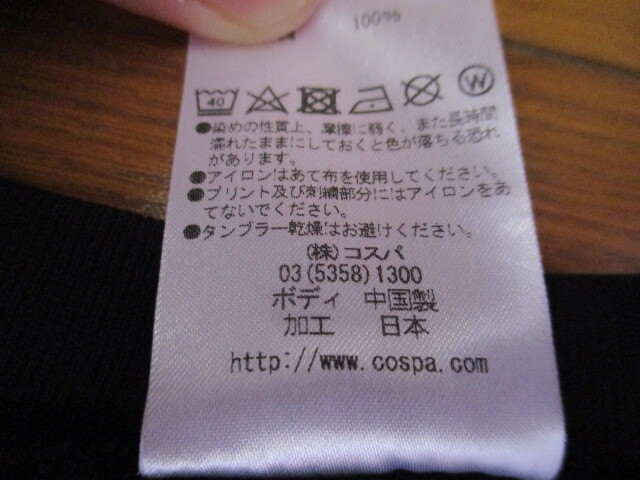 100%
40 W
●染めの性質上、摩擦に弱く、また長時間
濡れたままにしておくと色が落ちる恐れ
があります。
●アイロンはあて布を使用してください。
●プリント及び刺繍部分にはアイロンをあ
てないでください。
●タンブラー乾燥はお避けください。
(株)コスパ
03(5358)1300
ボディ 中国製
加工 日本
http://www.cospa.com